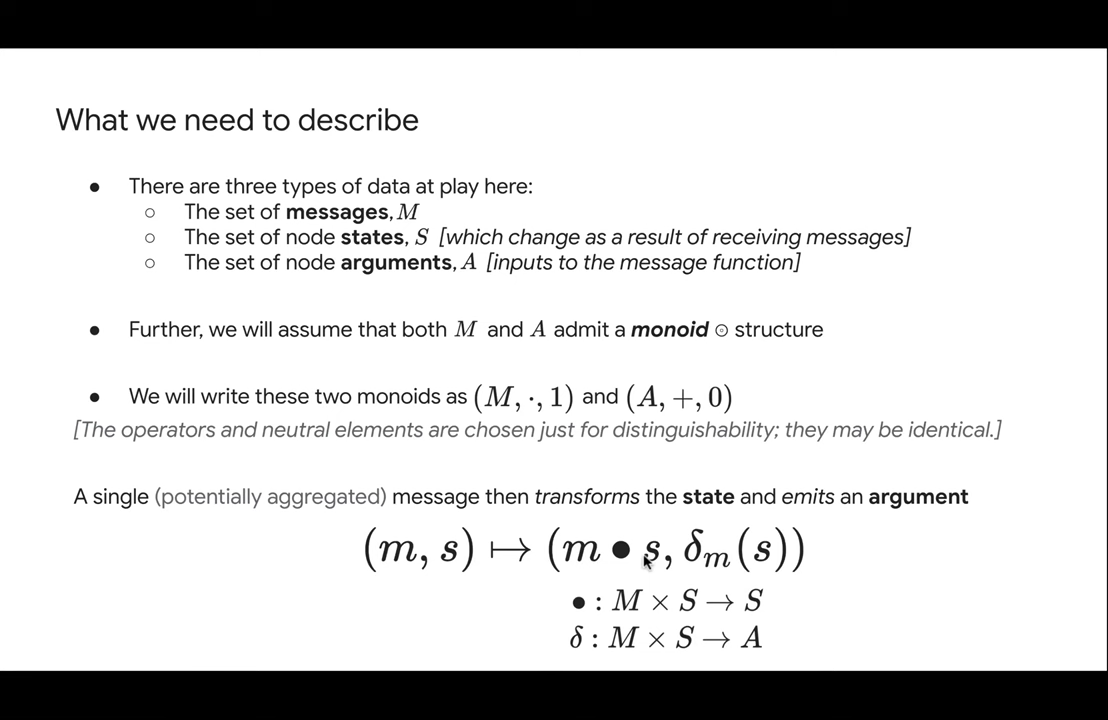 What we need to describe
● There are three types of data at play here:
○ The set of messages, M
○ The set of node states, S [which change as a result of receiving messages]
○ The set of node arguments, A [inputs to the message function]
● Further, we will assume that both M and A admit a monoid ⊙ structure
● We will write these two monoids as (M, ·, 1) and (A, +, 0)
[The operators and neutral elements are chosen just for distinguishability; they may be identical.]
A single (potentially aggregated) message then transforms the state and emits an argument
(m, s) ↦ (m ● s, δₘ(s))
● : M × S → S
δ : M × S → A